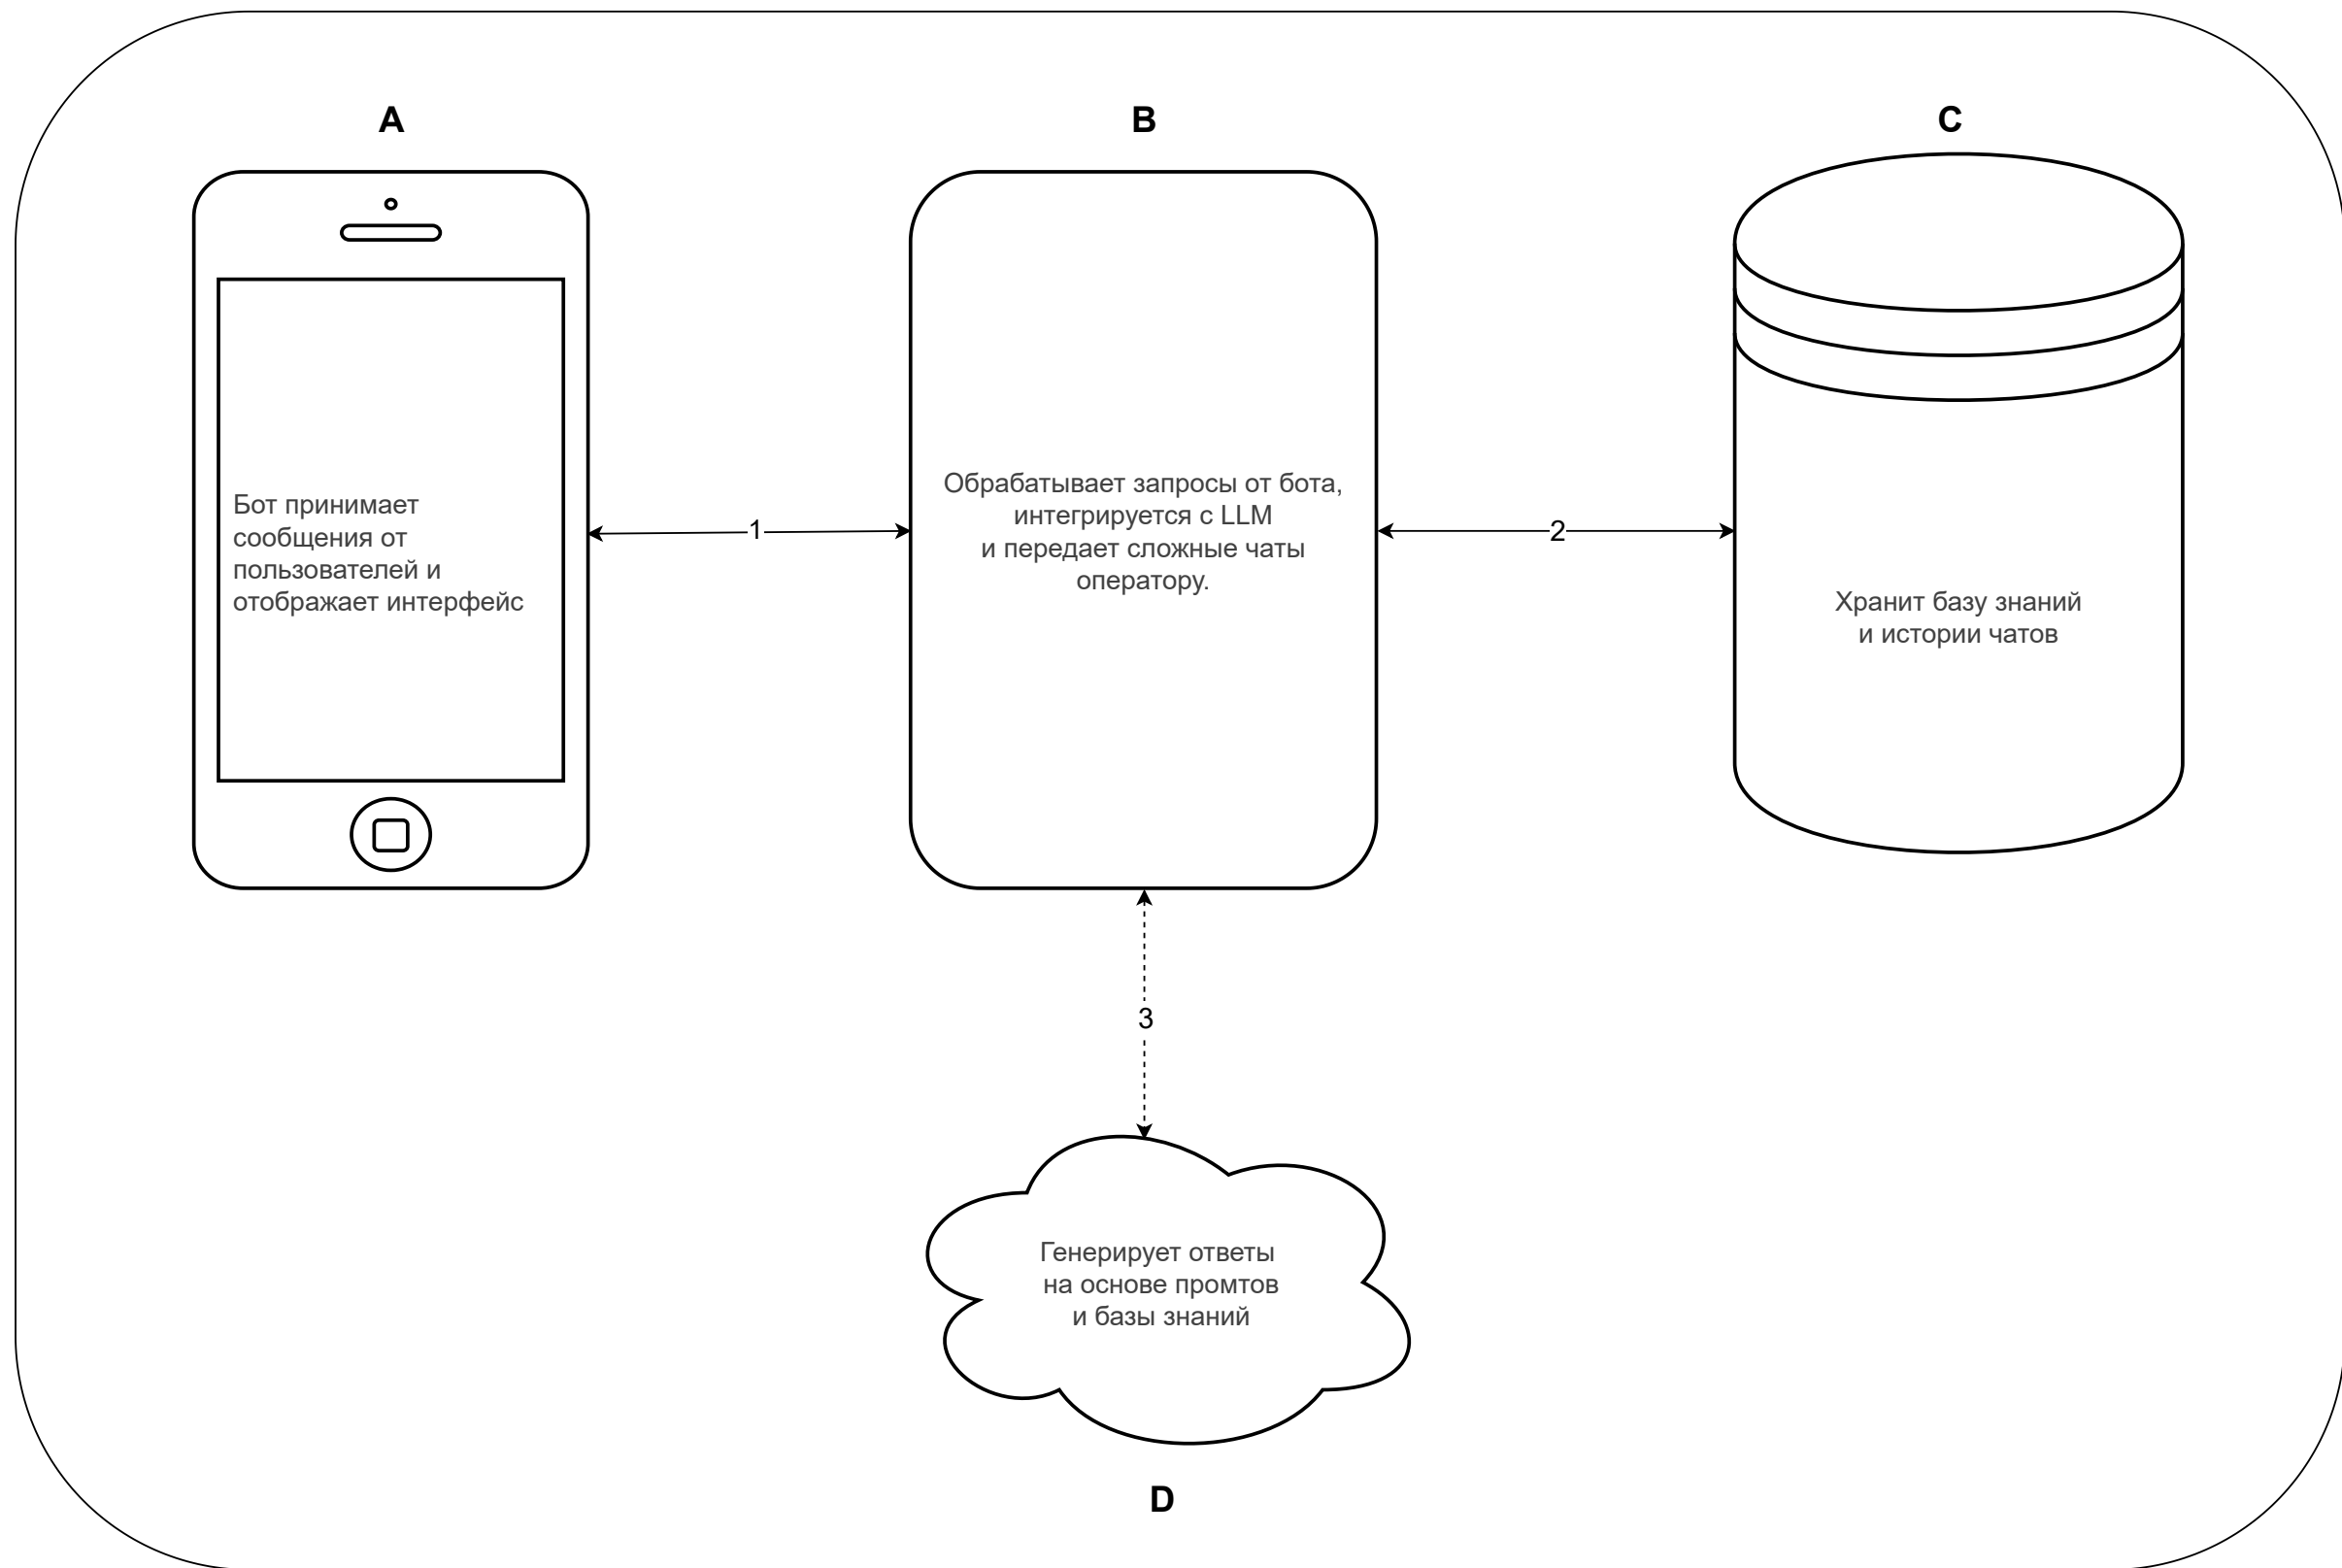 A
B
C
Бот принимает
сообщения от
пользователей и
отображает интерфейс
1
Обрабатывает запросы от бота,
интегрируется с LLM
и передает сложные чаты
оператору.
2
Хранит базу знаний
и истории чатов
3
Генерирует ответы
на основе промтов
и базы знаний
D